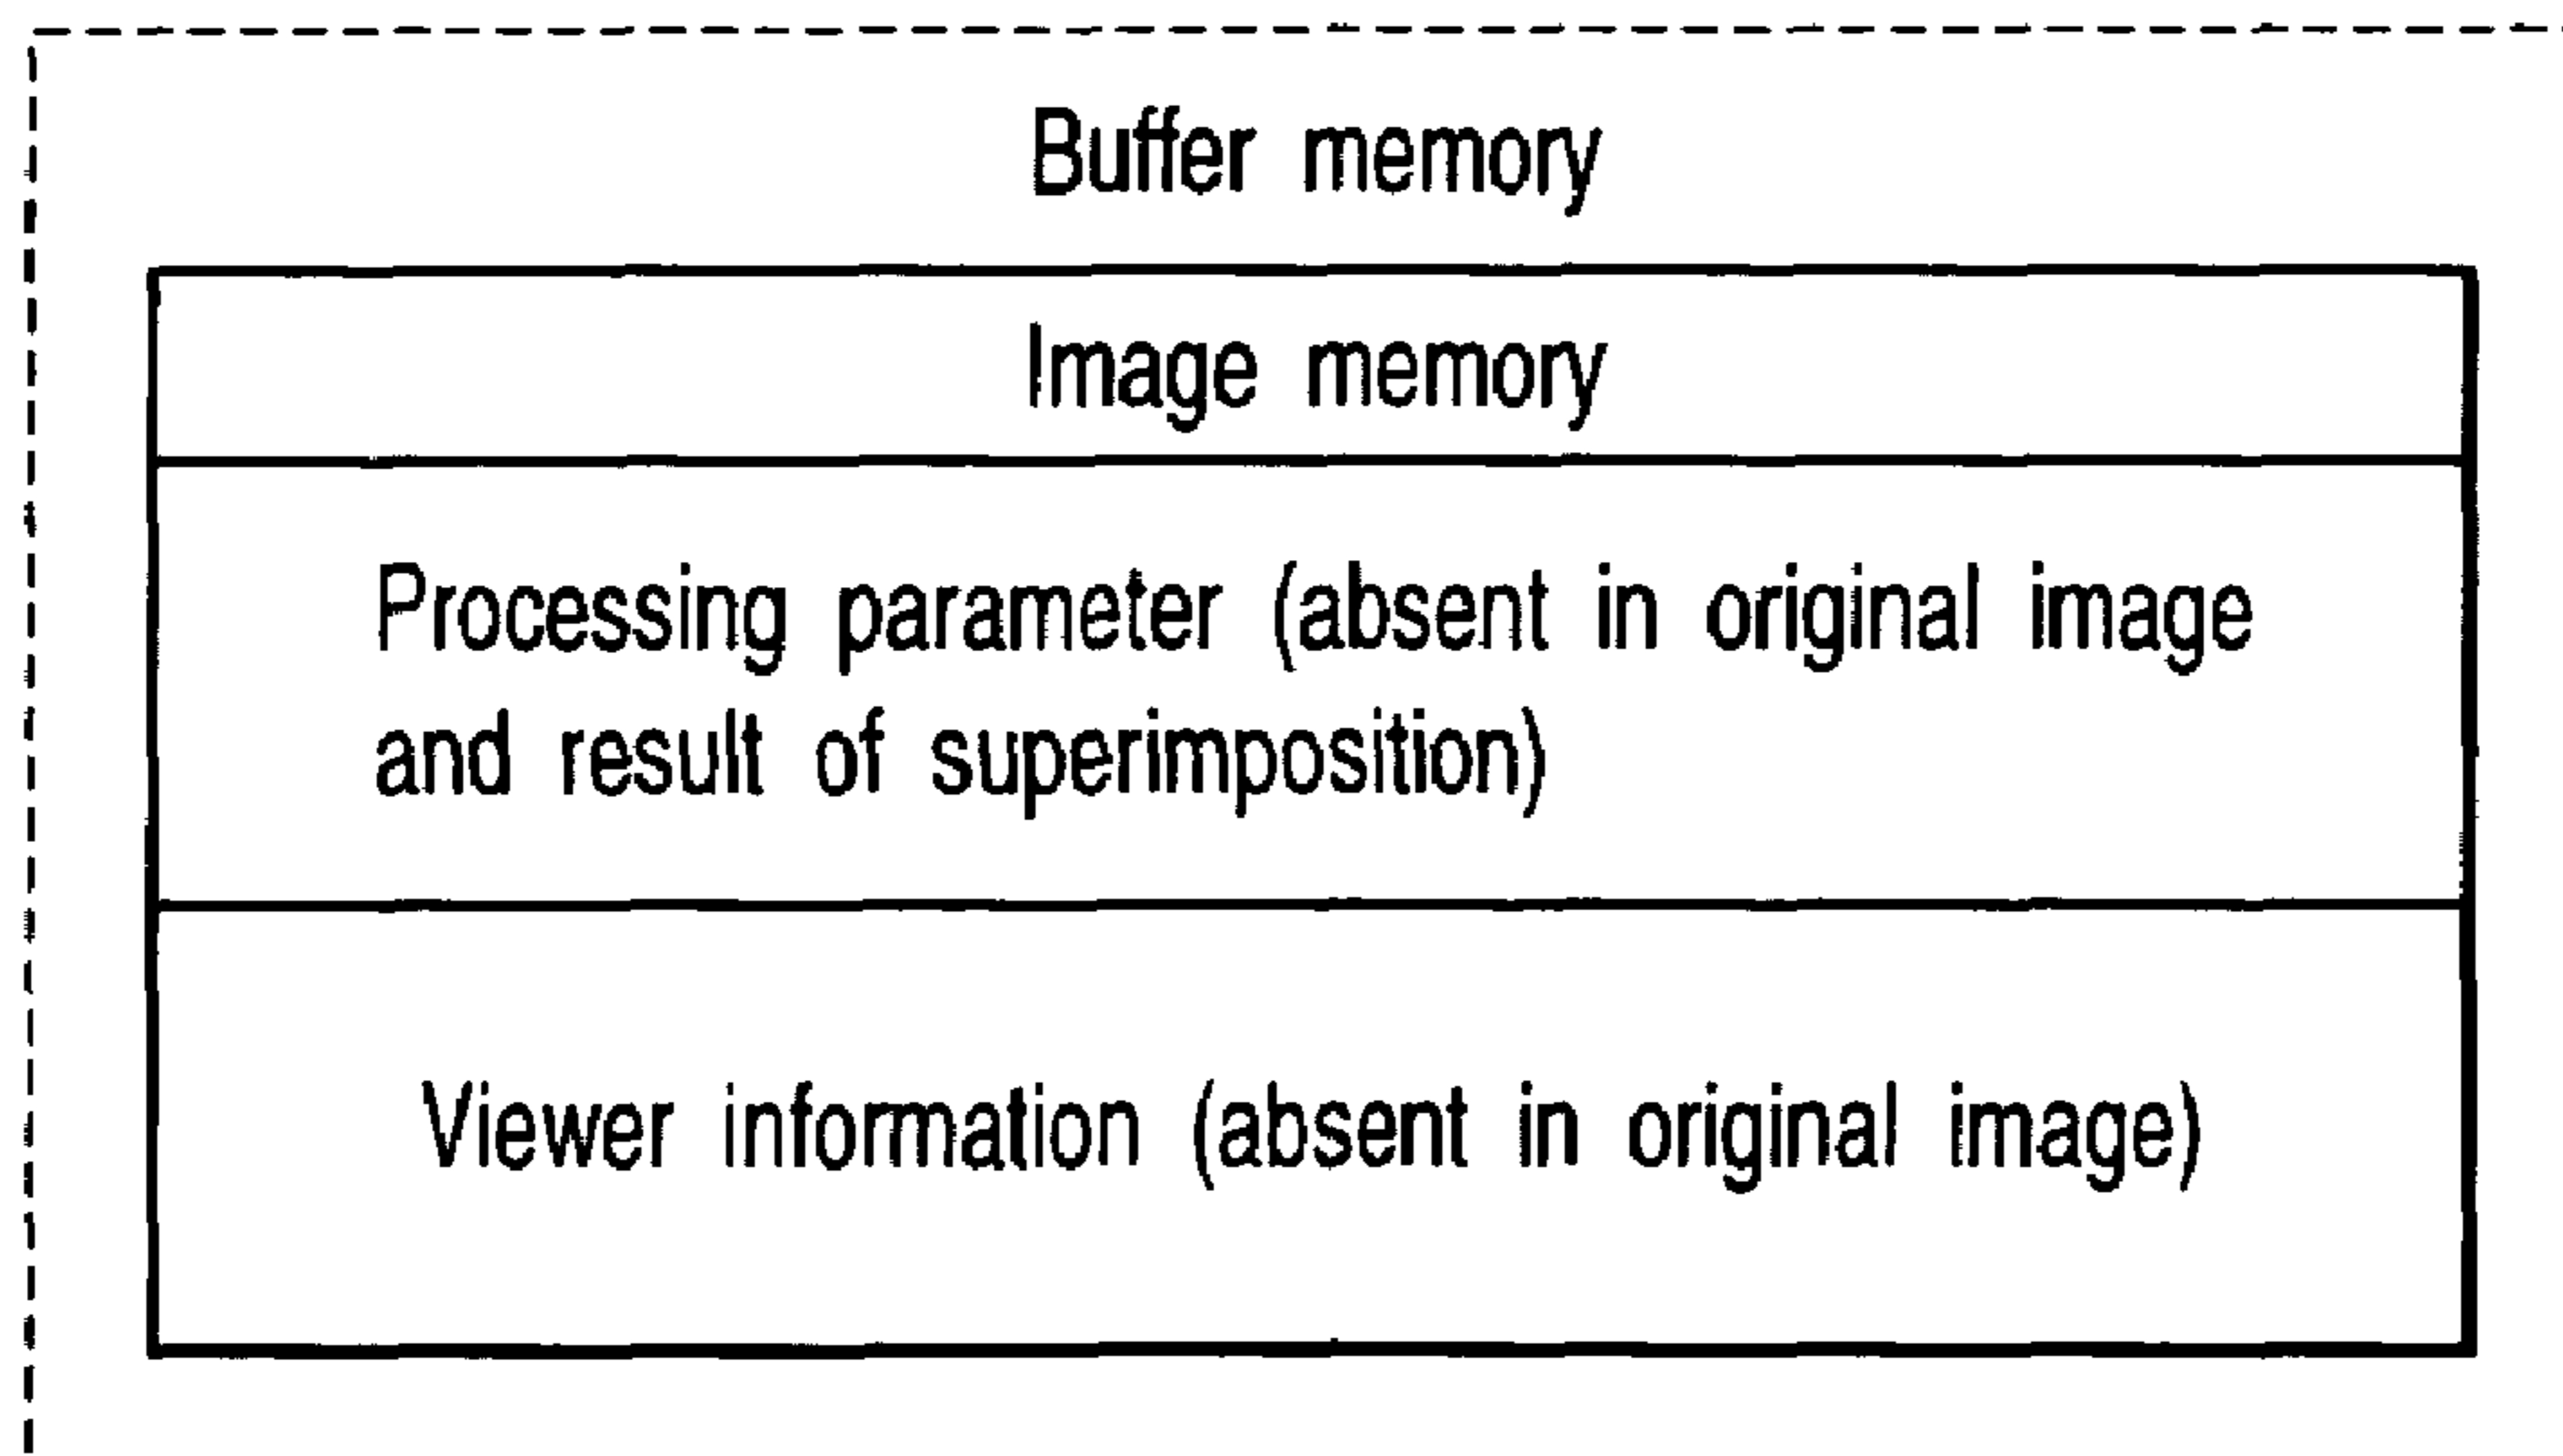 Buffer memory
Image memory
Processing parameter (absent in original image
and result of superimposition)
Viewer information (absent in original image)